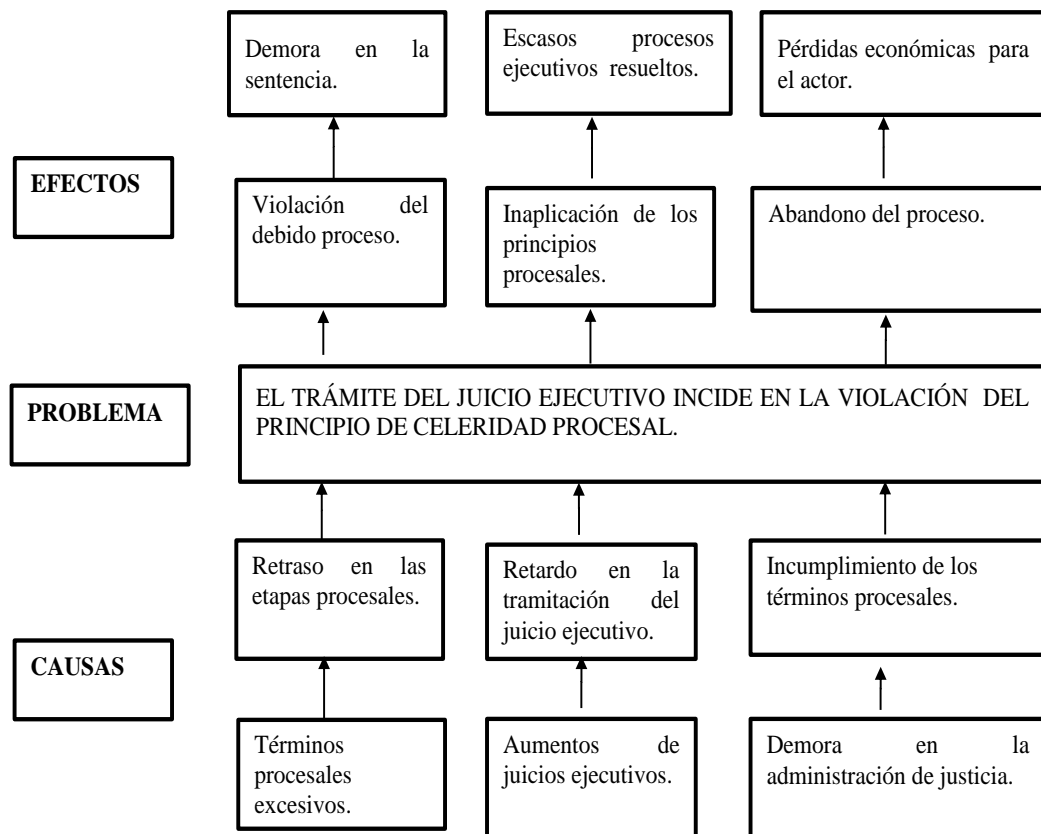 Demora en la
sentencia.
Escasos procesos
ejecutivos resueltos.
Pérdidas económicas para
el actor.
EFECTOS
Violación del
debido proceso.
Inaplicación de los
principios
procesales.
Abandono del proceso.
PROBLEMA
EL TRÁMITE DEL JUICIO EJECUTIVO INCIDE EN LA VIOLACIÓN DEL
PRINCIPIO DE CELERIDAD PROCESAL.
Retraso en las
etapas procesales.
Retardo en la
tramitación del
juicio ejecutivo.
Incumplimiento de los
términos procesales.
CAUSAS
Términos
procesales
excesivos.
Aumentos de
juicios ejecutivos.
Demora en la
administración de justicia.